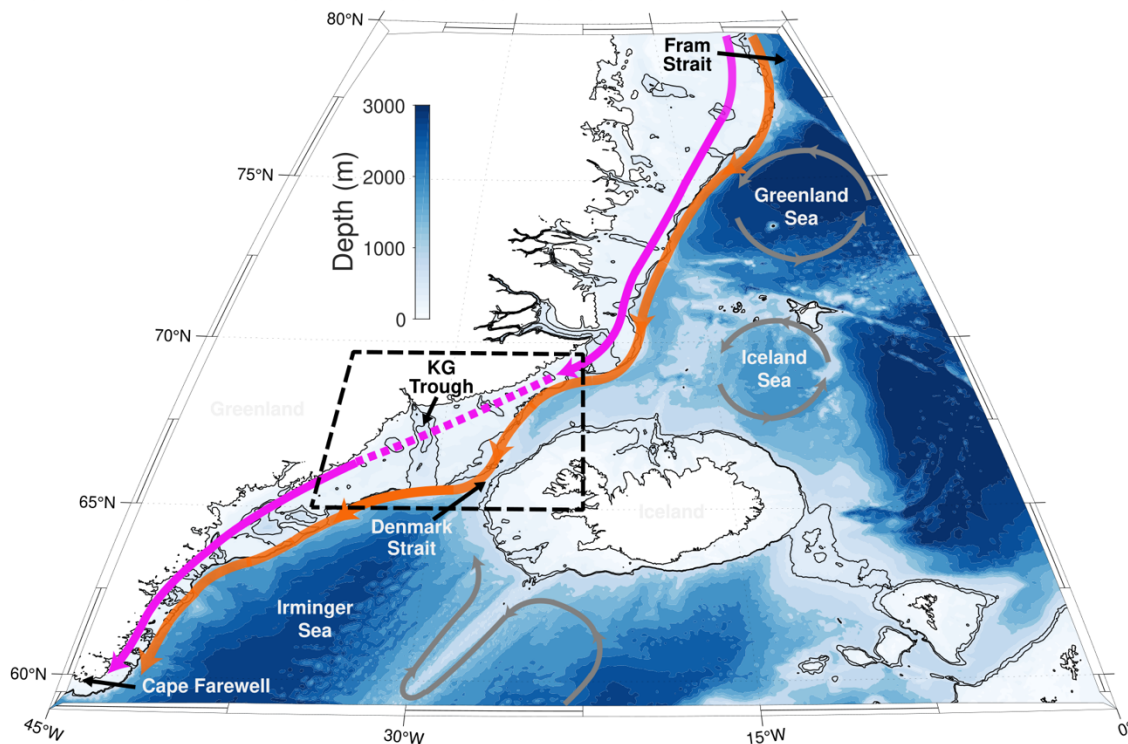 80°N
Fram
Strait
3000
2000
1000
0
Depth (m)
75°N
Greenland
Sea
70°N
Iceland
Sea
KG
Trough
Greenland
65°N
Denmark
Strait
Iceland
Irminger
Sea
60°N
Cape Farewell
45°W
30°W
15°W
0°